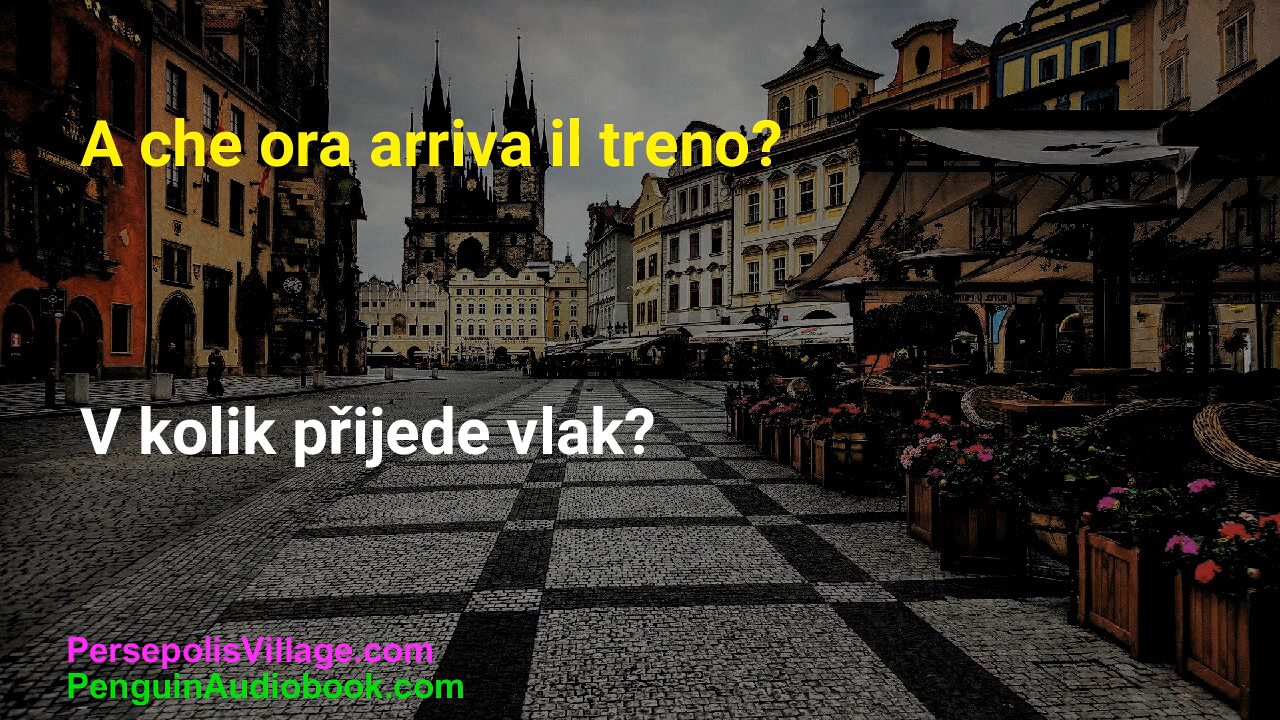 A che ora arriva il treno?
V kolik přijede vlak?
PersepolisVillage.com
PenguinAudiobook.com